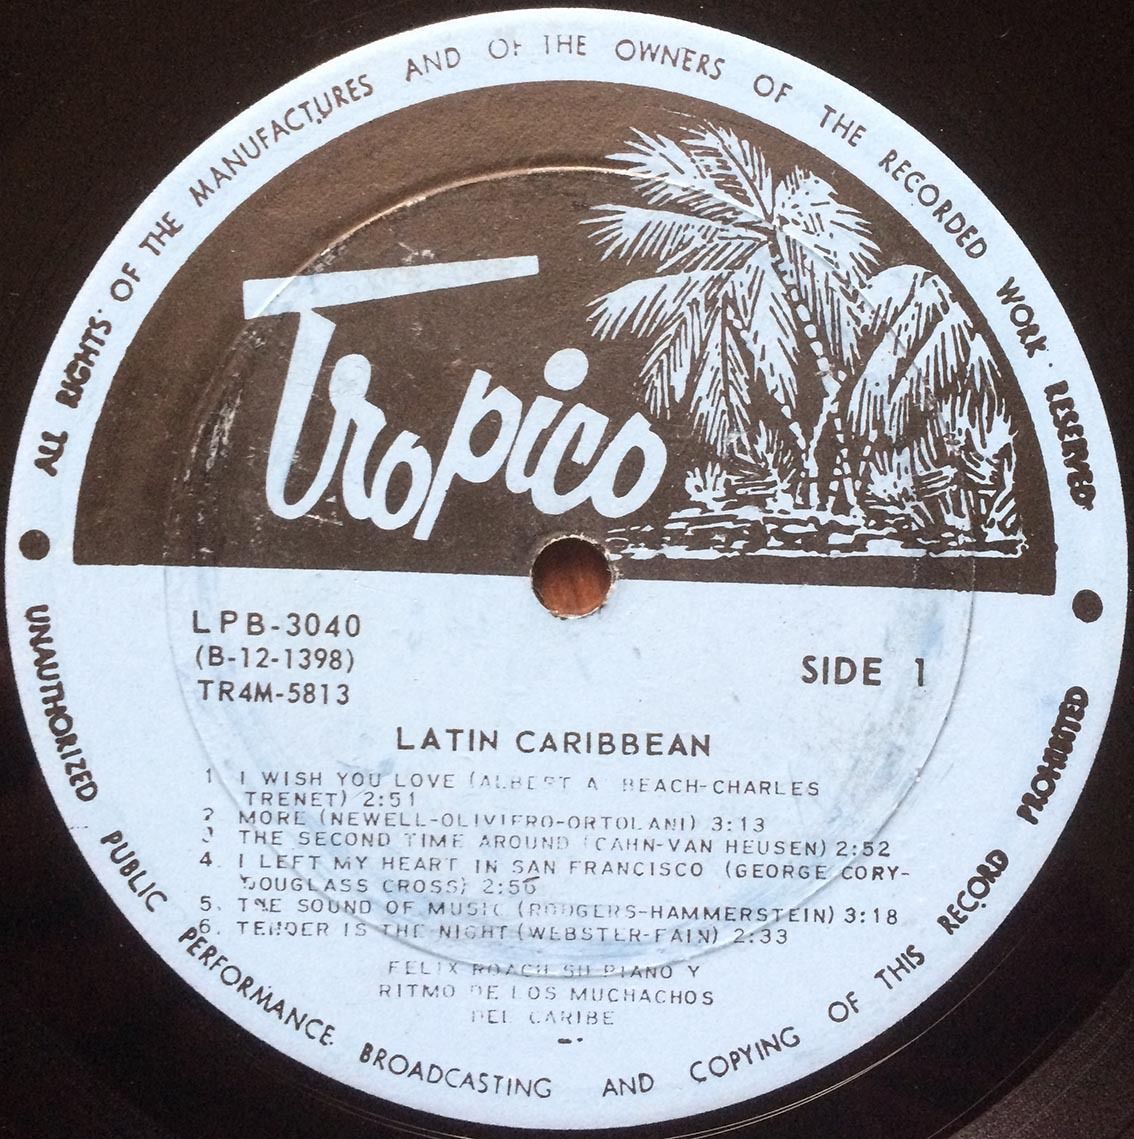 ALL RIGHTS· OF THE MANUFACTURES AND OF THE OWNERS OF THE RECORDED WORK · RESERVED
Tropico
LPB-3040
(B-12-1398)
TR4M-5813
SIDE 1
LATIN CARIBBEAN
1 I WISH YOU LOVE (ALBERT A BEACH-CHARLES
TRENET) 2:51
2 MORE (NEWELL-OLIVIERO-ORTOLANI) 3:13
3 THE SECOND TIME AROUND (CAHN-VAN HEUSEN) 2:52
4. I LEFT MY HEART IN SAN FRANCISCO (GEORGE CORY-
DOUGLASS CROSS) 2:56
5. THE SOUND OF MUSIC (RODGERS-HAMMERSTEIN) 3:18
6. TENDER IS THE NIGHT (WEBSTER-FAIN) 2:33
FELIX ROACH SU PIANO Y
RITMO DE LOS MUCHACHOS
DEL CARIBE
UNAUTHORIZED PUBLIC PERFORMANCE. BROADCASTING AND COPYING OF THIS RECORD PROHIBITED